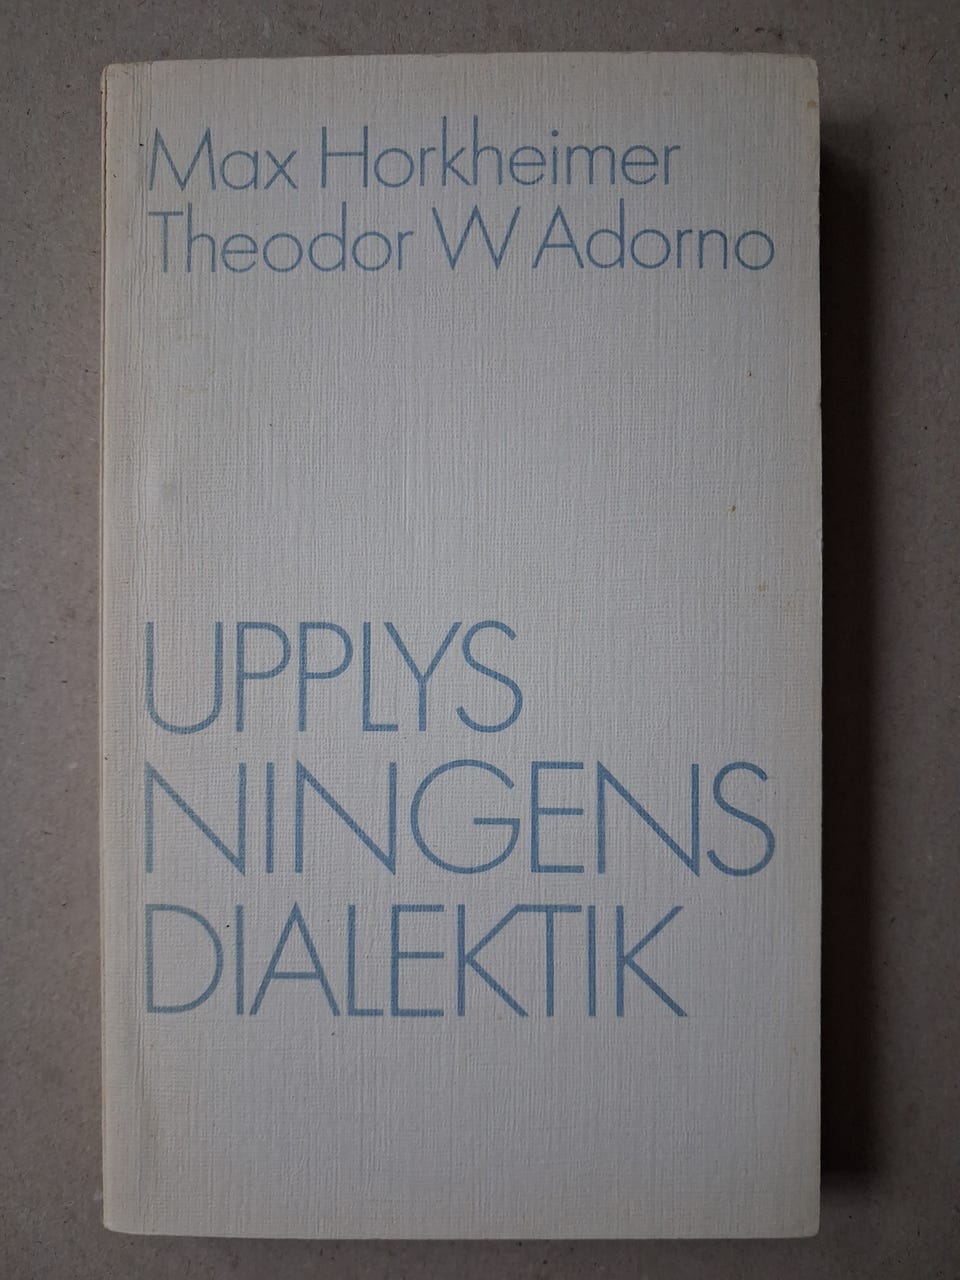 Max Horkheimer
Theodor W Adorno
UPPLYS
NINGENS
DIALEKTIK